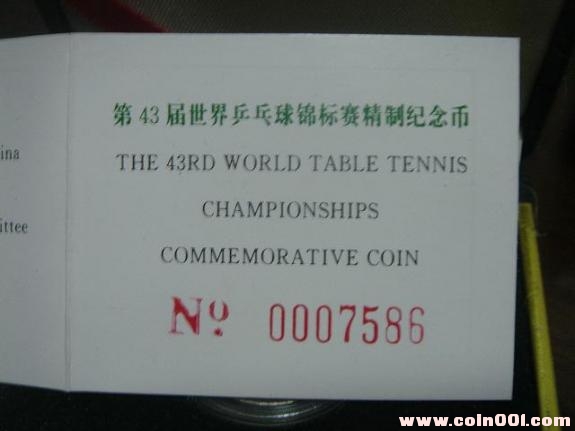 第43届世界乒乓球锦标赛精制纪念币
ina
THE 43RD WORLD TABLE TENNIS
CHAMPIONSHIPS
ittee
COMMEMORATIVE COIN
Nº 0007586
www.coin001.com